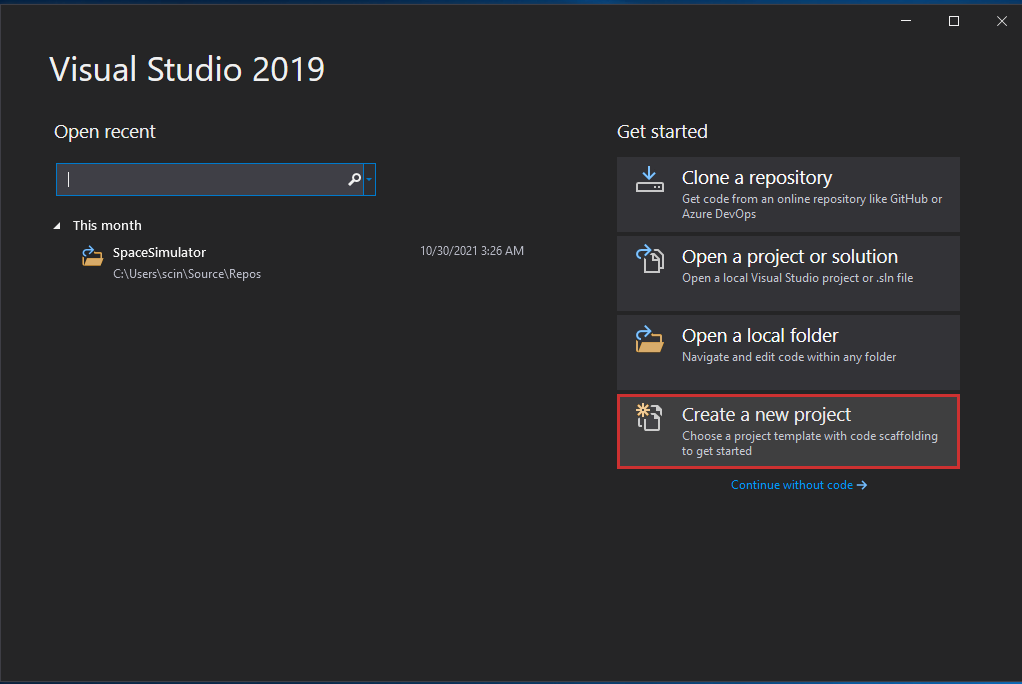 Visual Studio 2019
Open recent
This month
SpaceSimulator
10/30/2021 3:26 AM
C:\Users\scin\Source\Repos
Get started
Clone a repository
Get code from an online repository like GitHub or
Azure DevOps
Open a project or solution
Open a local Visual Studio project or .sln file
Open a local folder
Navigate and edit code within any folder
Create a new project
Choose a project template with code scaffolding
to get started
Continue without code